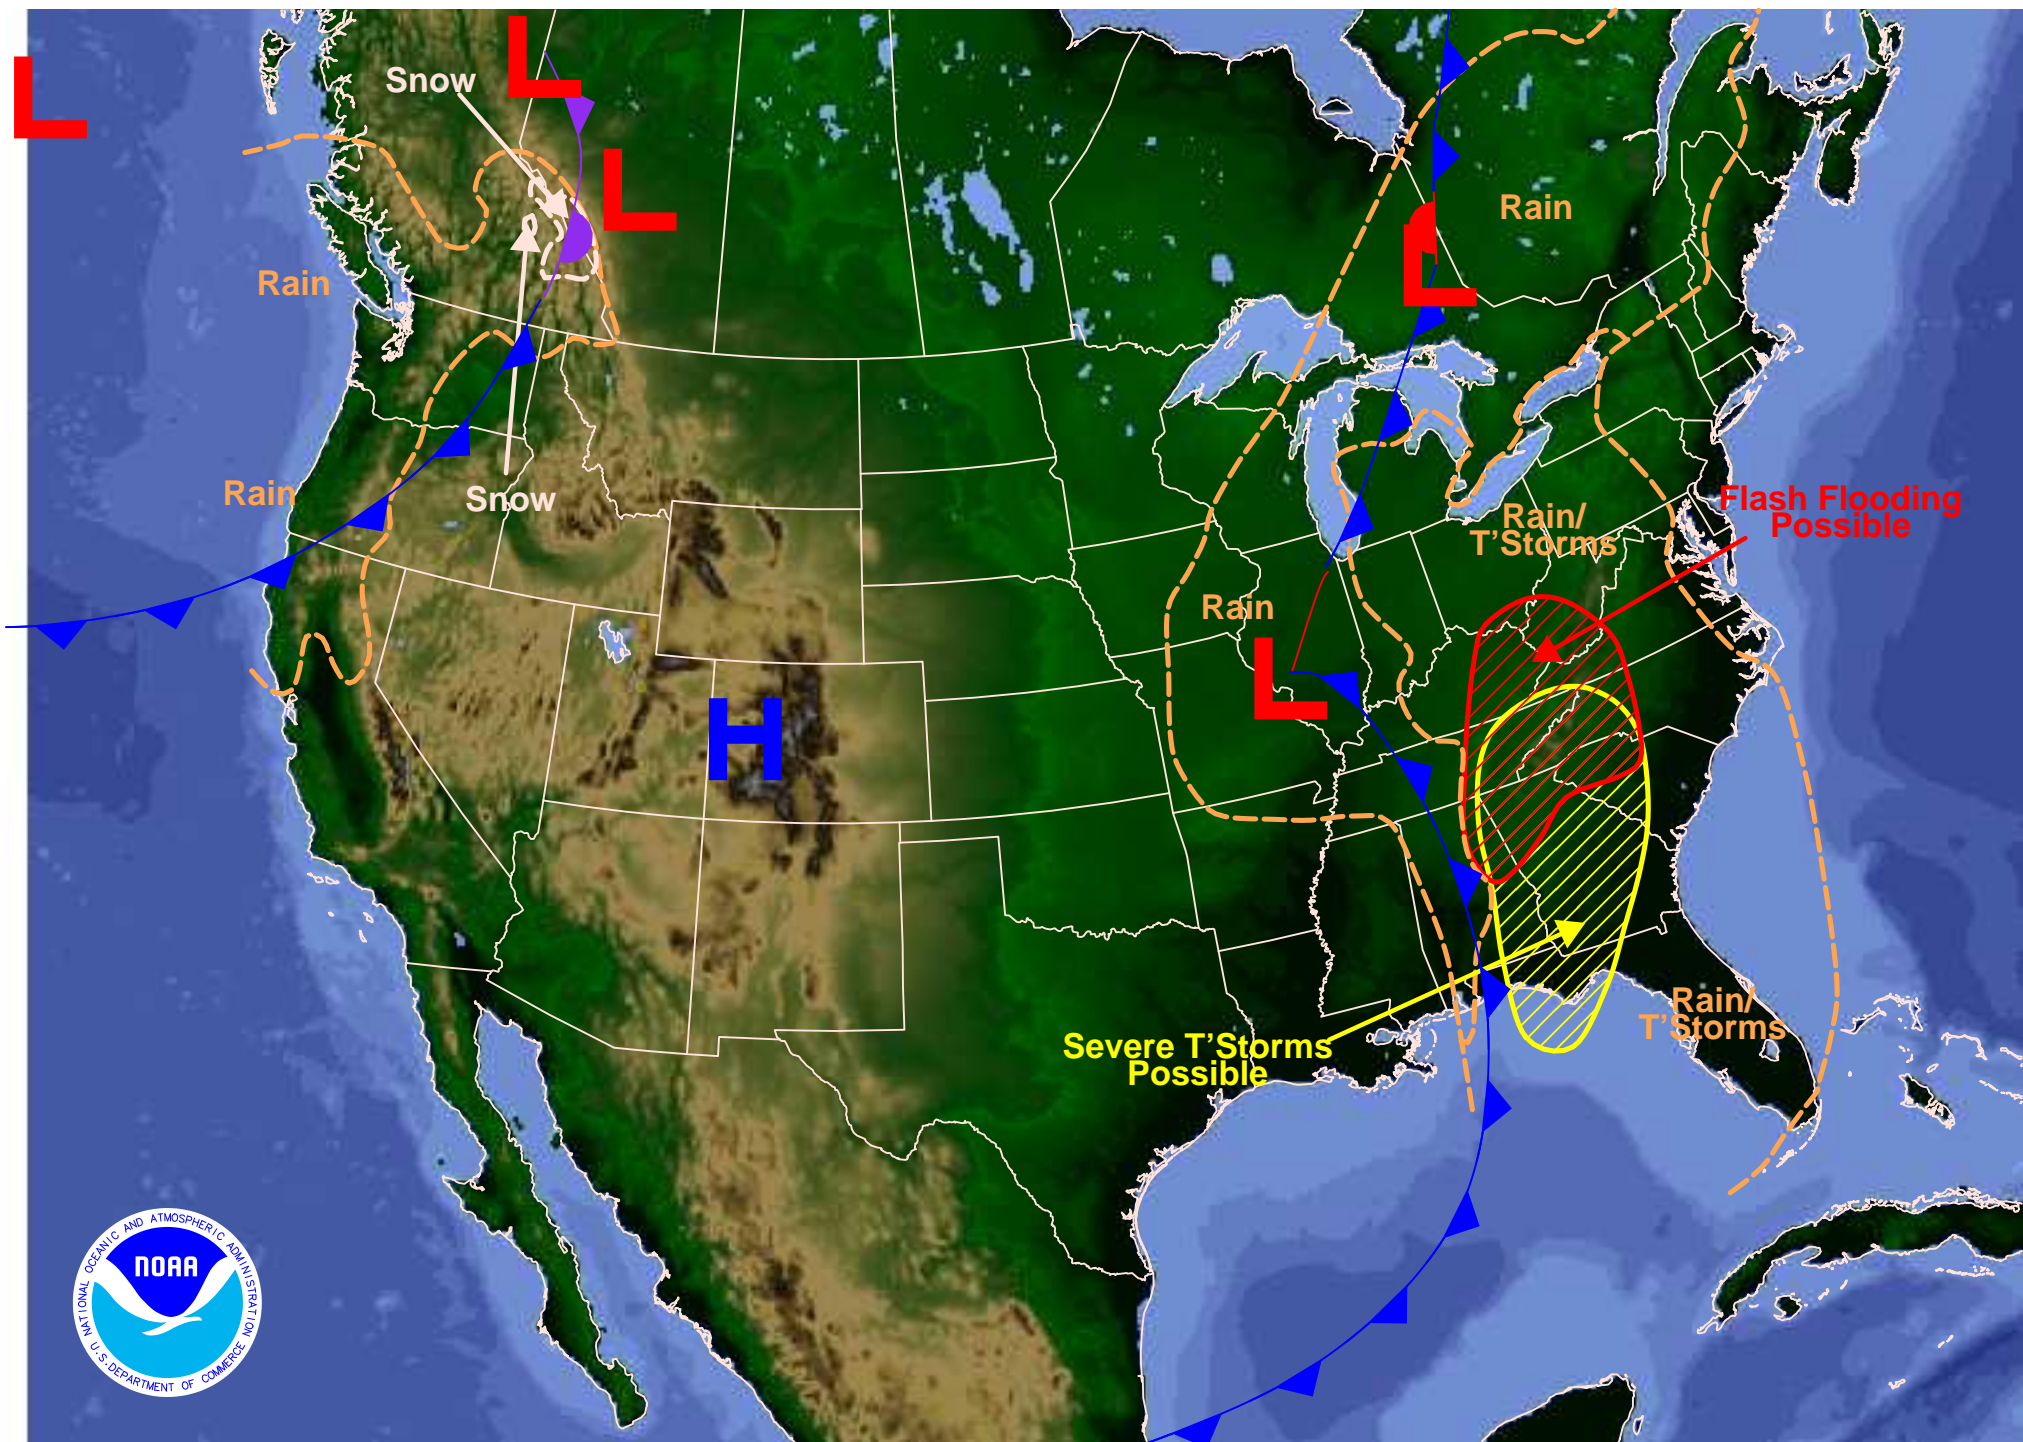 L
L
L
Snow
Rain
L
Rain
Rain
Snow
Flash Flooding
Possible
Rain/
T'Storms
Rain
L
H
Rain/
T'Storms
Severe T'Storms
Possible
NATIONAL OCEANIC AND ATMOSPHERIC ADMINISTRATION
NOAA
U.S. DEPARTMENT OF COMMERCE